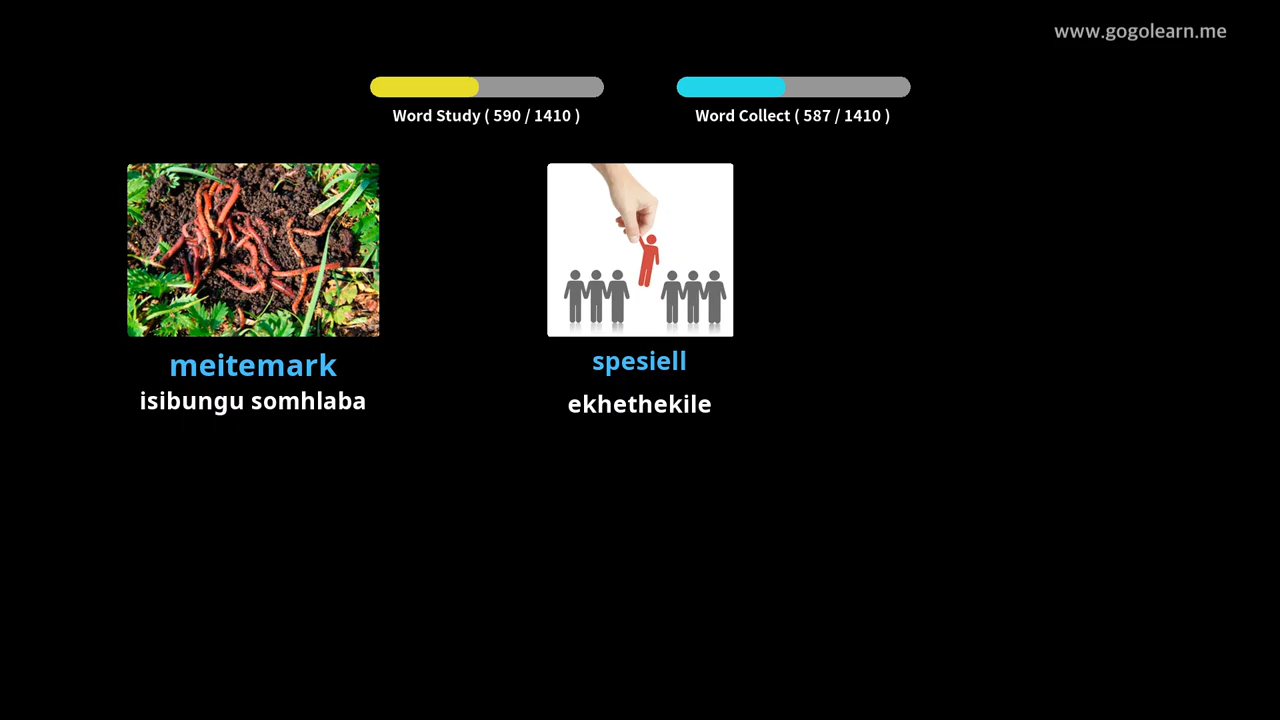 www.gogolearn.me
Word Study ( 590 / 1410 )
Word Collect ( 587 / 1410 )
meitemark
isibungu somhlaba
spesiell
ekhethekile